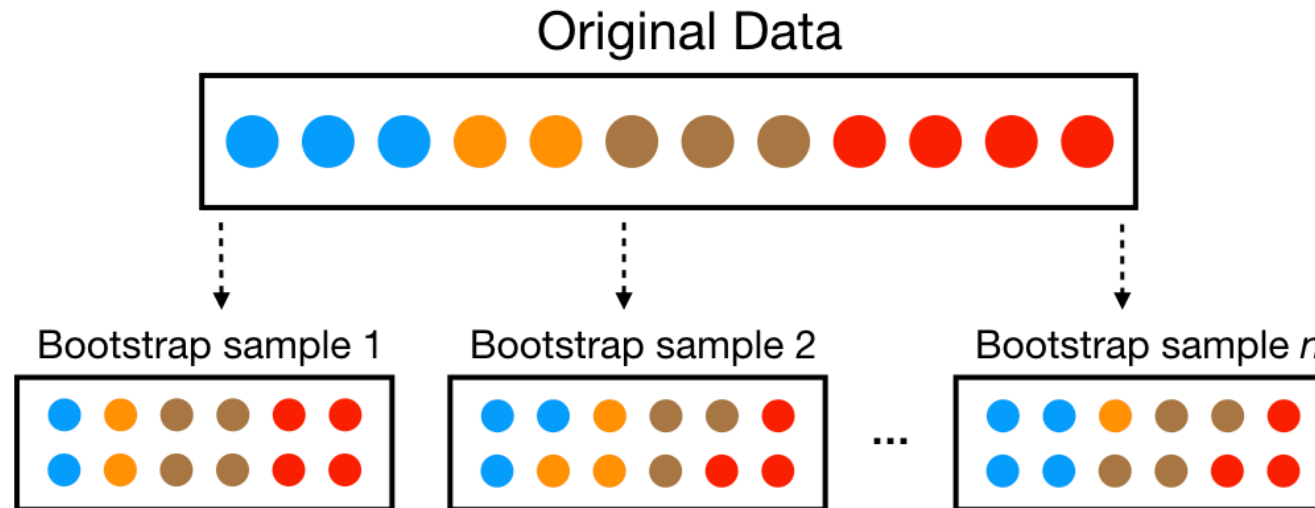 Original Data
Bootstrap sample 1
Bootstrap sample 2
...
Bootstrap sample n